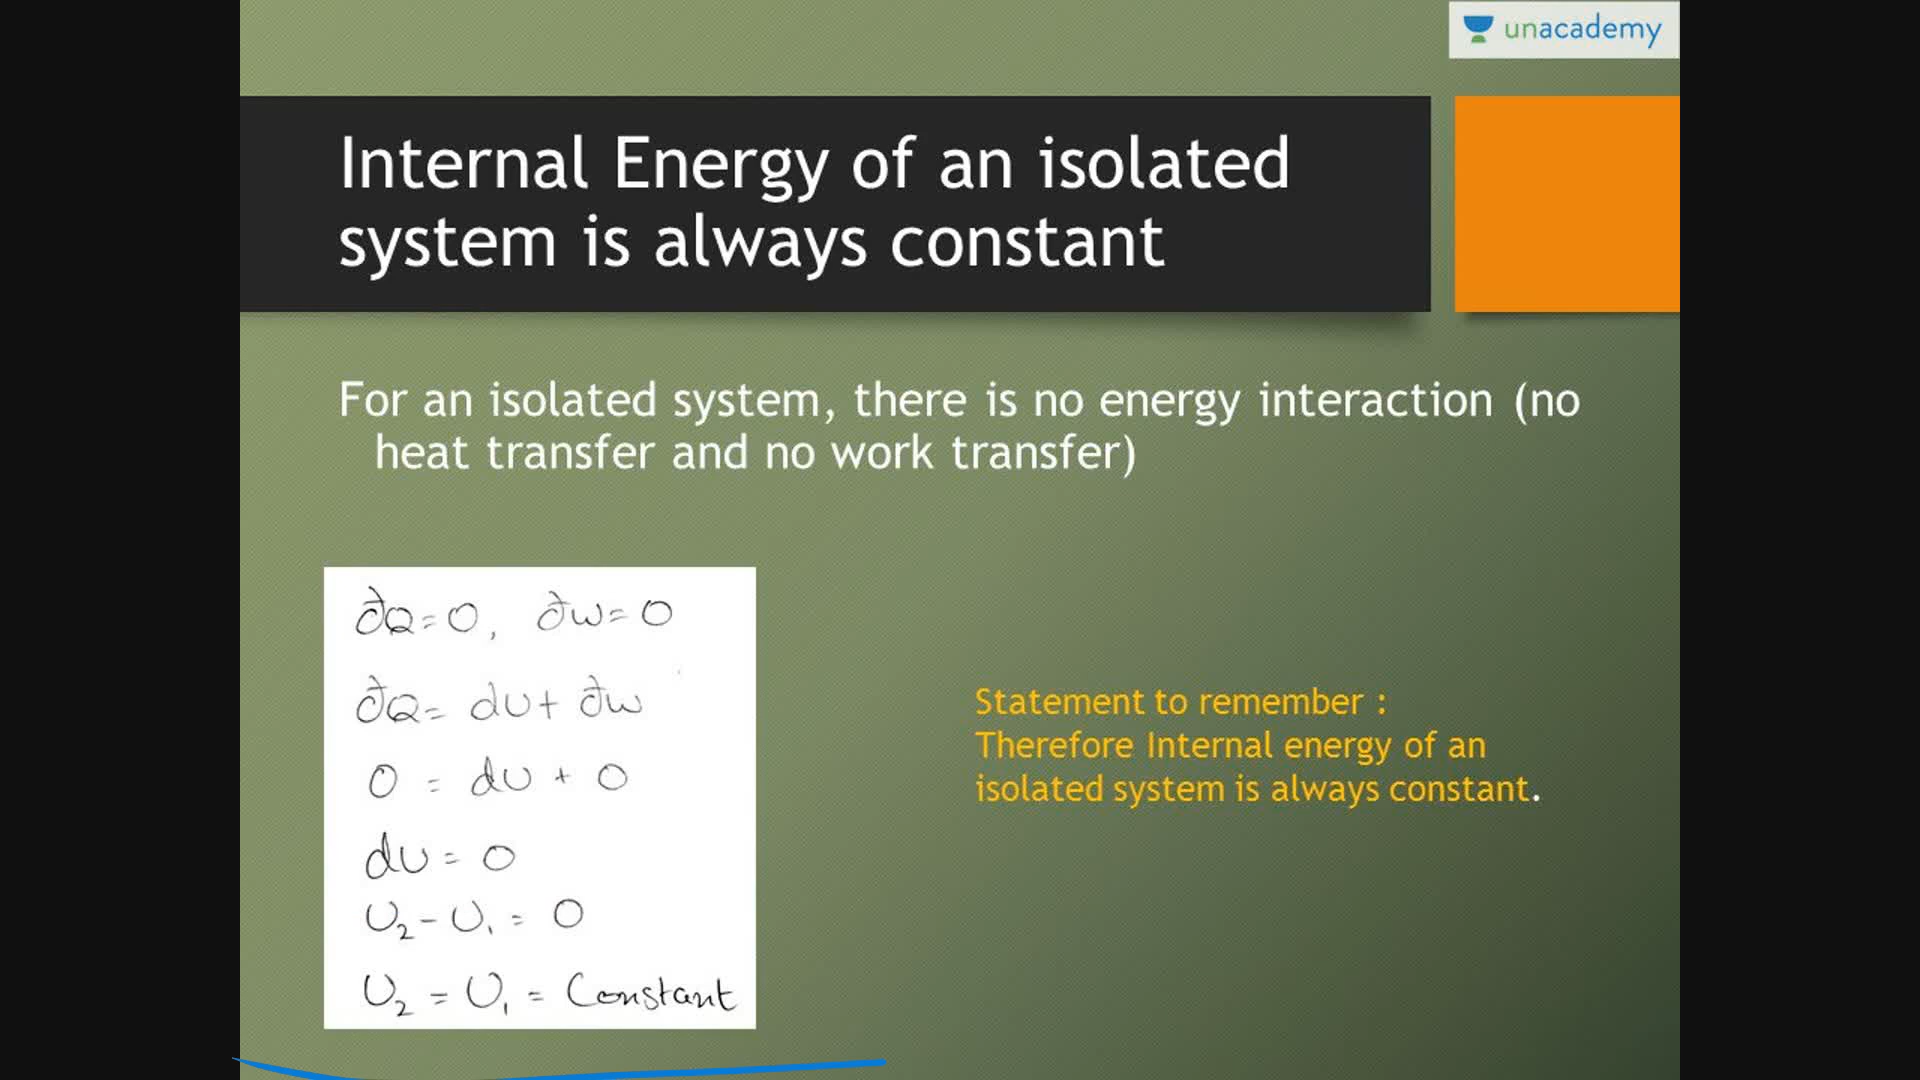 unacademy
Internal Energy of an isolated
system is always constant
For an isolated system, there is no energy interaction (no
heat transfer and no work transfer)
∂Q=0, ∂W=0
∂Q= dU+ ∂W
0 = dU + 0
dU = 0
U₂-U₁ = 0
U₂ = U₁ = Constant
Statement to remember :
Therefore Internal energy of an
isolated system is always constant.